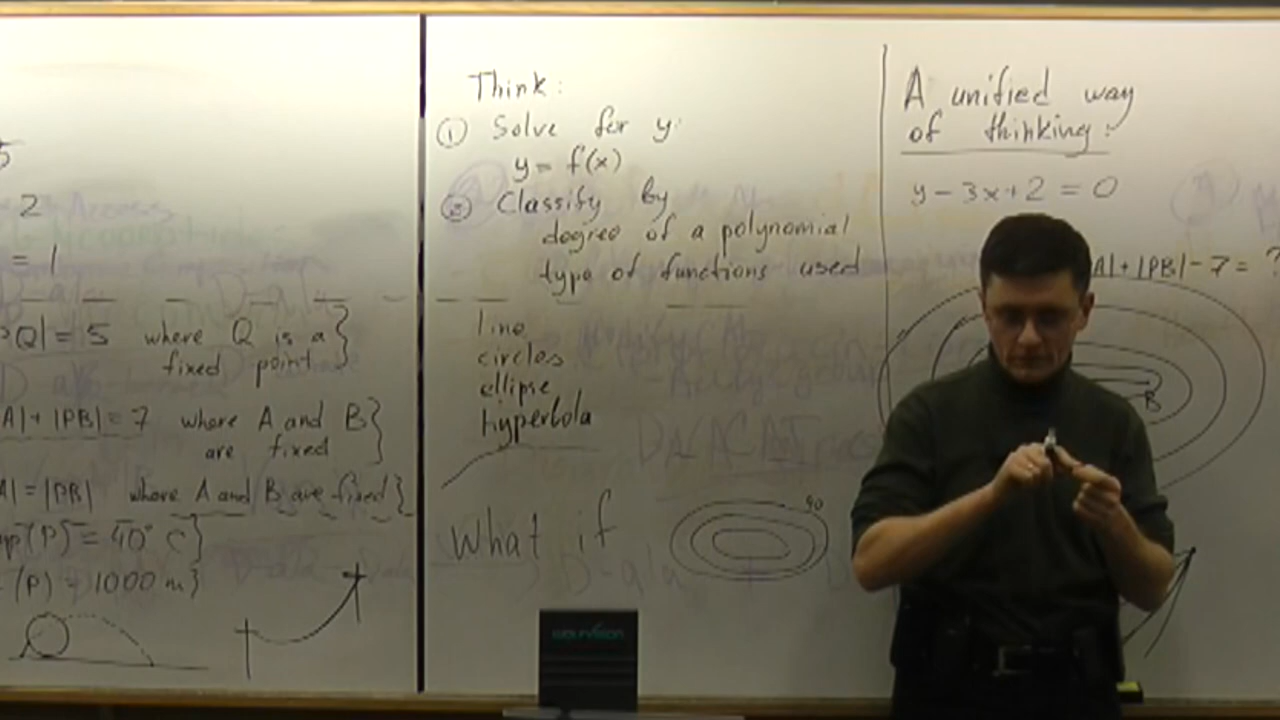 5
2
= 1
PQ| = 5 where Q is a }
fixed point
A| + |PB| = 7 where A and B }
are fixed
A| = |PB| where A and B are fixed }
mp(P) = 40° C }
(P) = 1000 m }
Think:
① Solve for y:
y = f(x)
② Classify by
degree of a polynomial
type of functions used
line
circles
ellipse
hyperbola
What if
40
A unified way
of thinking:
y - 3x + 2 = 0
A| + |PB| - 7 = ?
B